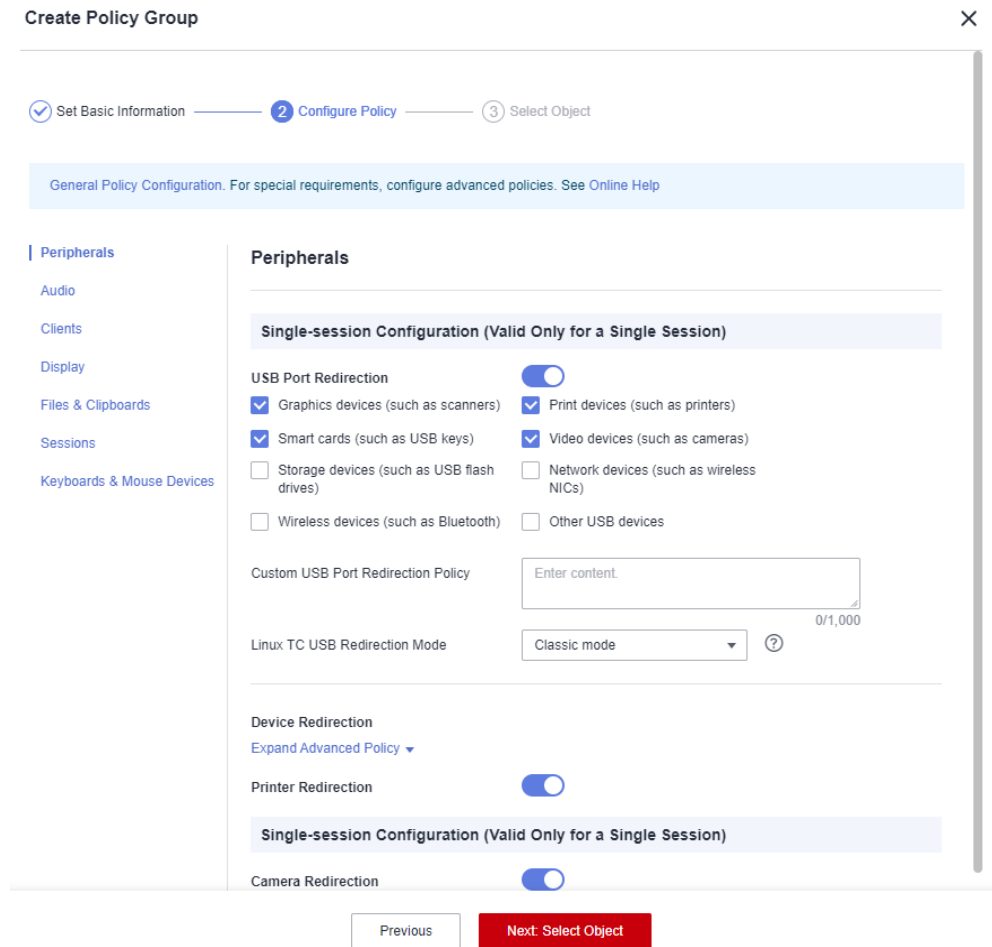 Create Policy Group
Set Basic Information
2 Configure Policy
3 Select Object
General Policy Configuration. For special requirements, configure advanced policies. See Online Help
Peripherals
Audio
Clients
Display
Files & Clipboards
Sessions
Keyboards & Mouse Devices
Peripherals
Single-session Configuration (Valid Only for a Single Session)
USB Port Redirection
Graphics devices (such as scanners)
Print devices (such as printers)
Smart cards (such as USB keys)
Video devices (such as cameras)
Storage devices (such as USB flash
drives)
Network devices (such as wireless
NICs)
Wireless devices (such as Bluetooth)
Other USB devices
Custom USB Port Redirection Policy
Enter content.
0/1,000
Linux TC USB Redirection Mode
Classic mode
?
Device Redirection
Expand Advanced Policy
Printer Redirection
Single-session Configuration (Valid Only for a Single Session)
Camera Redirection
Previous
Next: Select Object